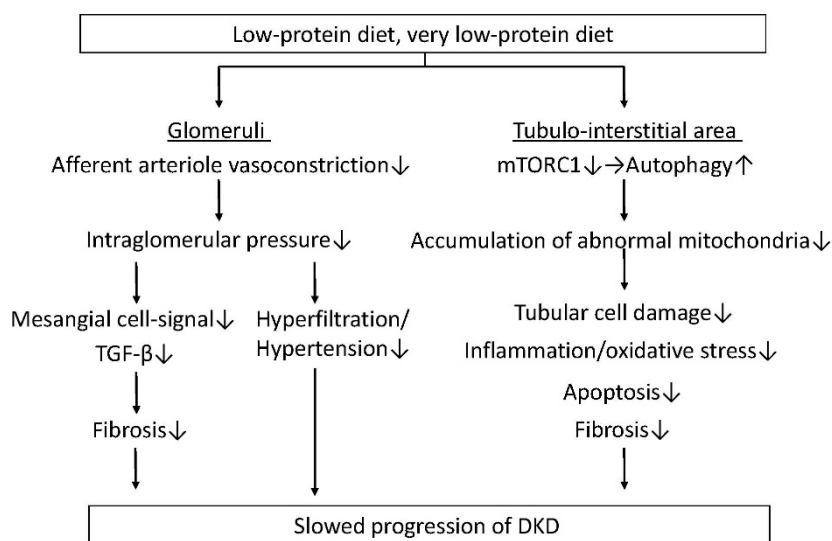 Low-protein diet, very low-protein diet
Glomeruli
Afferent arteriole vasoconstriction↓
Intraglomerular pressure↓
Mesangial cell-signal↓
TGF-β↓
Fibrosis↓
Hyperfiltration/
Hypertension↓
Tubulo-interstitial area
mTORC1↓→Autophagy↑
Accumulation of abnormal mitochondria↓
Tubular cell damage↓
Inflammation/oxidative stress↓
Apoptosis↓
Fibrosis↓
Slowed progression of DKD